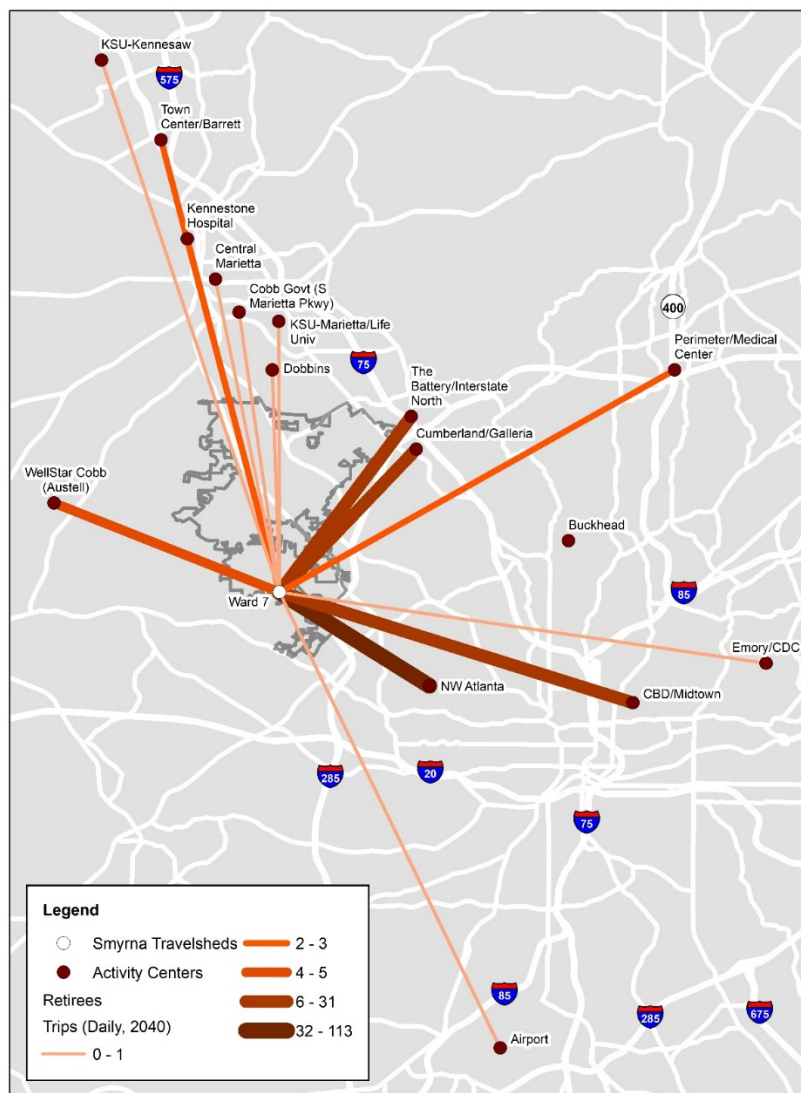 KSU-Kennesaw
575
Town
Center/Barrett
Kennestone
Hospital
Central
Marietta
Cobb Govt (S
Marietta Pkwy)
400
KSU-Marietta/Life
Univ
Perimeter/Medical
Center
75
Dobbins
The
Battery/Interstate
North
Cumberland/Galleria
WellStar Cobb
(Austell)
Buckhead
Ward 7
85
Emory/CDC
NW Atlanta
CBD/Midtown
285
20
75
Legend
Smyrna Travelsheds
Activity Centers
Retirees
Trips (Daily, 2040)
0 - 1
2 - 3
4 - 5
6 - 31
32 - 113
85
285
675
Airport